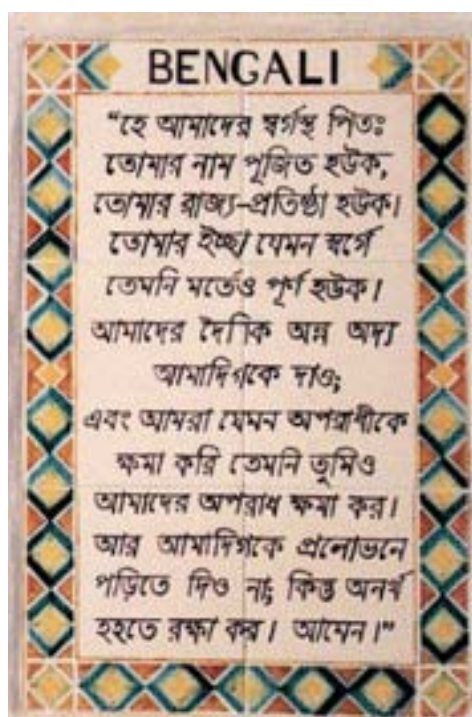 BENGALI
“হে আমাদের স্বর্গস্থ পিতঃ
তোমার নাম পূজিত হউক,
তোমার রাজ্য-প্রতিষ্ঠা হউক।
তোমার ইচ্ছা যেমন স্বর্গে
তেমনি মর্তেও পূর্ণ হউক।
আমাদের দৈণিক অন্ন অদ্য
আমাদিগকে দাও;
এবং আমরা যেমন অপরাধীকে
ক্ষমা করি তেমনি তুমিও
আমাদের অপরাধ ক্ষমা কর।
আর আমাদিগকে প্রলোভনে
পড়িতে দিও না; কিন্তু অনর্থ
হহতে রক্ষা কর। আমেন।”